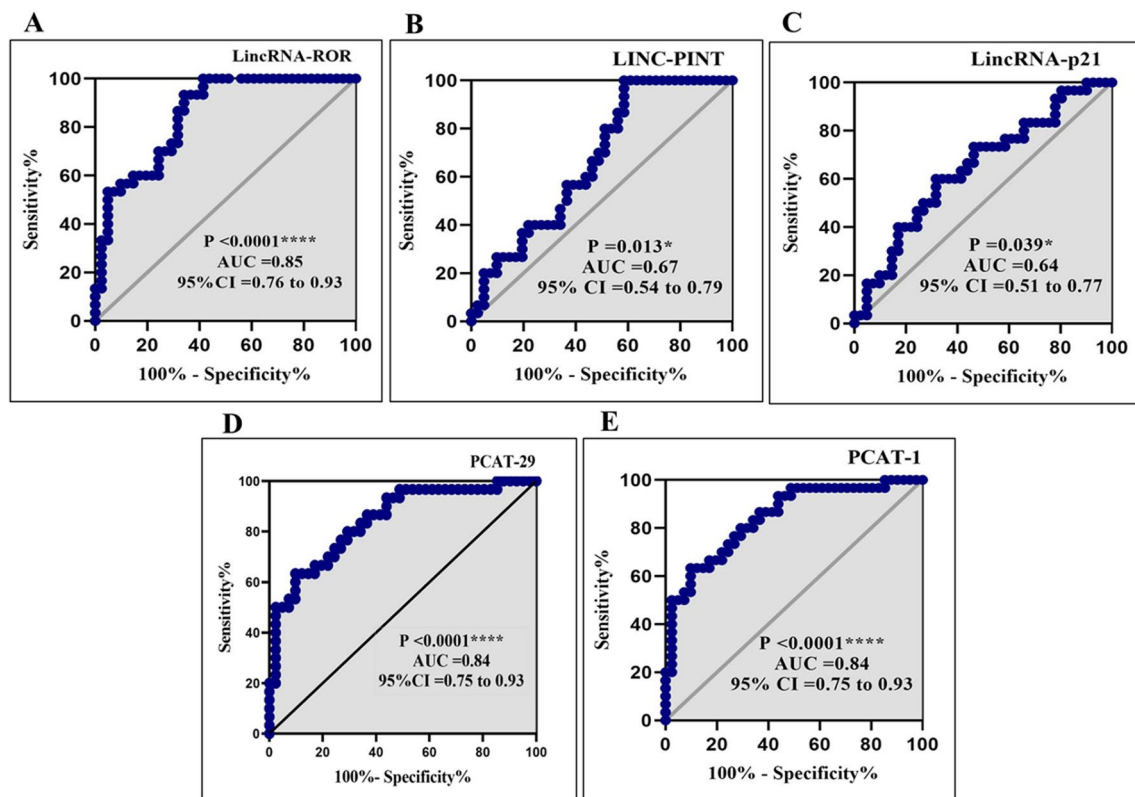 A
LincRNA-ROR
100
80
60
40
20
0
Sensitivity%
P <0.0001****
AUC =0.85
95%CI =0.76 to 0.93
0 20 40 60 80 100
100% - Specificity%
B
LINC-PINT
100
80
60
40
20
0
Sensitivity%
P =0.013*
AUC =0.67
95% CI =0.54 to 0.79
0 20 40 60 80 100
100% - Specificity%
C
LincRNA-p21
100
80
60
40
20
0
Sensitivity%
P =0.039*
AUC =0.64
95% CI =0.51 to 0.77
0 20 40 60 80 100
100% - Specificity%
D
PCAT-29
100
80
60
40
20
0
Sensitivity%
P <0.0001****
AUC =0.84
95%CI =0.75 to 0.93
0 20 40 60 80 100
100%- Specificity%
E
PCAT-1
100
80
60
40
20
0
Sensitivity%
P <0.0001****
AUC =0.84
95% CI =0.75 to 0.93
0 20 40 60 80 100
100% - Specificity%